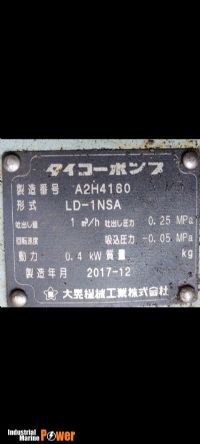 タイコーポンプ
製造番号 A2H4160
形式 LD-1NSA
吐出し量 1 m³/h 吐出し圧力 0.25 MPa
回転速度 吸込圧力 -0.05 MPa
動力 0.4 kW 質量 kg
製造年月 2017-12
大晃機械工業株式会社
Industrial
Marine Power